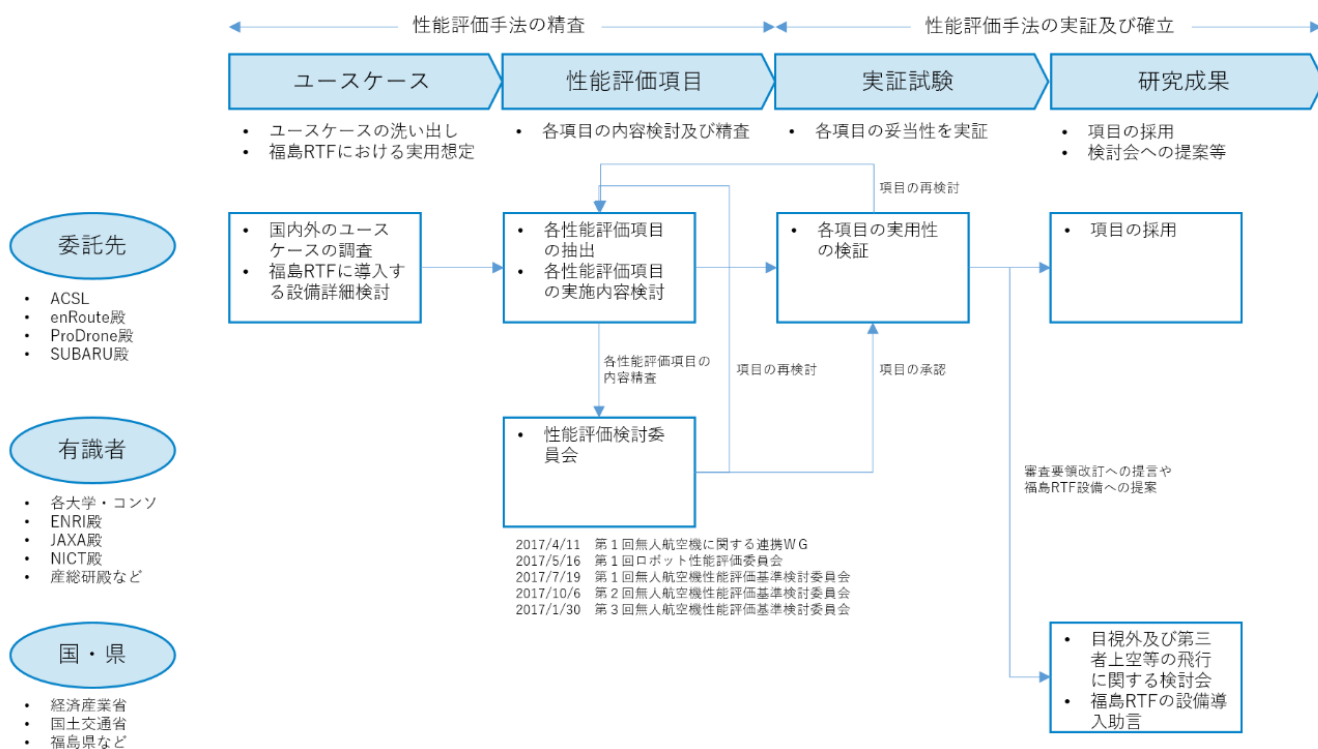 性能評価手法の精査
性能評価手法の実証及び確立
ユースケース
性能評価項目
実証試験
研究成果
• ユースケースの洗い出し
• 福島RTFにおける実用想定
• 各項目の内容検討及び精査
• 各項目の妥当性を実証
• 項目の採用
• 検討会への提案等
項目の再検討
委託先
• ACSL
• enRoute殿
• ProDrone殿
• SUBARU殿
• 国内外のユース
ケースの調査
• 福島RTFに導入す
る設備詳細検討
• 各性能評価項目
の抽出
• 各性能評価項目
の実施内容検討
• 各項目の実用性
の検証
• 項目の採用
各性能評価項目の
内容精査
項目の再検討
項目の承認
有識者
• 各大学・コンソ
• ENRI殿
• JAXA殿
• NICT殿
• 産総研殿など
• 性能評価検討委
員会
審査要領改訂への提言や
福島RTF設備への提案
2017/4/11 第1回無人航空機に関する連携WG
2017/5/16 第1回ロボット性能評価委員会
2017/7/19 第1回無人航空機性能評価基準検討委員会
2017/10/6 第2回無人航空機性能評価基準検討委員会
2017/1/30 第3回無人航空機性能評価基準検討委員会
国・県
• 経済産業省
• 国土交通省
• 福島県など
• 目視外及び第三
者上空等の飛行
に関する検討会
• 福島RTFの設備導
入助言